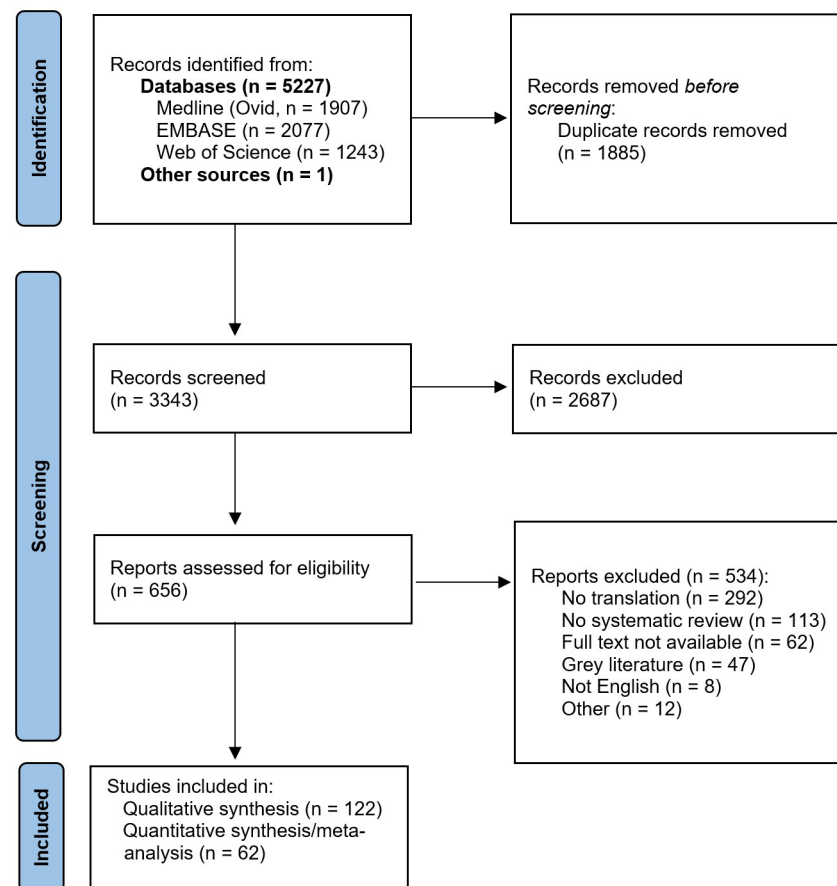 Identification
Records identified from:
Databases (n = 5227)
Medline (Ovid, n = 1907)
EMBASE (n = 2077)
Web of Science (n = 1243)
Other sources (n = 1)
Records removed before
screening:
Duplicate records removed
(n = 1885)
Screening
Records screened
(n = 3343)
Records excluded
(n = 2687)
Reports assessed for eligibility
(n = 656)
Reports excluded (n = 534):
No translation (n = 292)
No systematic review (n = 113)
Full text not available (n = 62)
Grey literature (n = 47)
Not English (n = 8)
Other (n = 12)
Included
Studies included in:
Qualitative synthesis (n = 122)
Quantitative synthesis/meta-
analysis (n = 62)